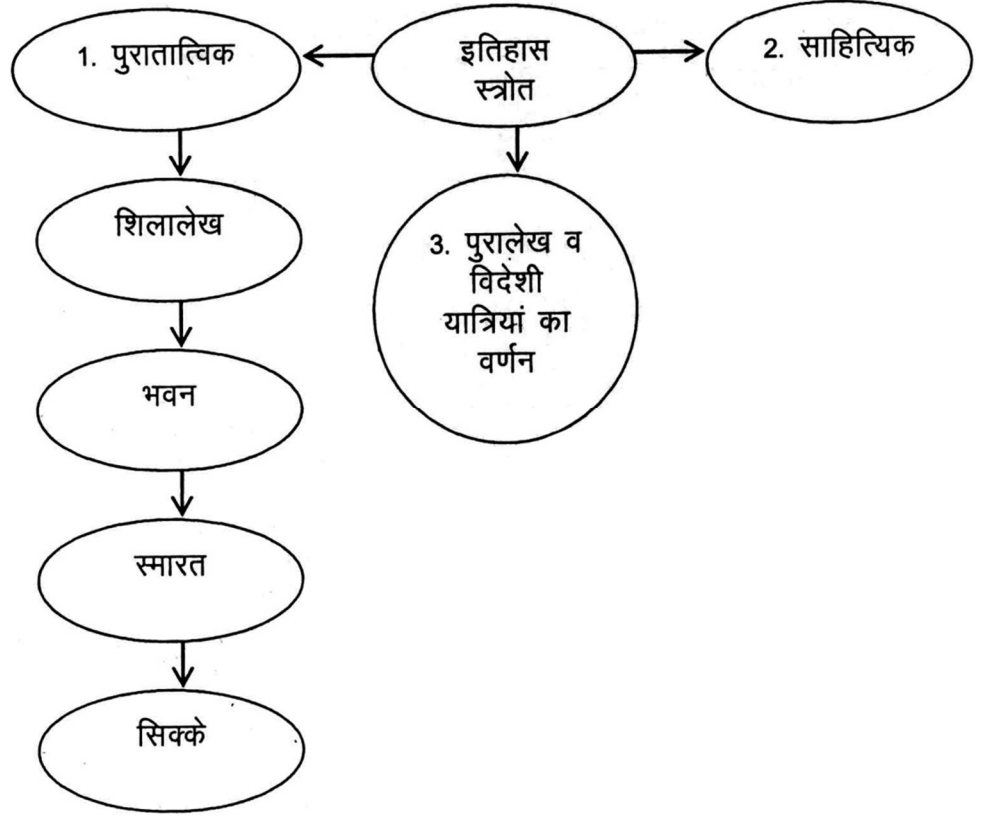 1. पुरातात्विक
इतिहास
स्त्रोत
2. साहित्यिक
शिलालेख
3. पुरालेख व
विदेशी
यात्रियां का
वर्णन
भवन
स्मारत
सिक्के